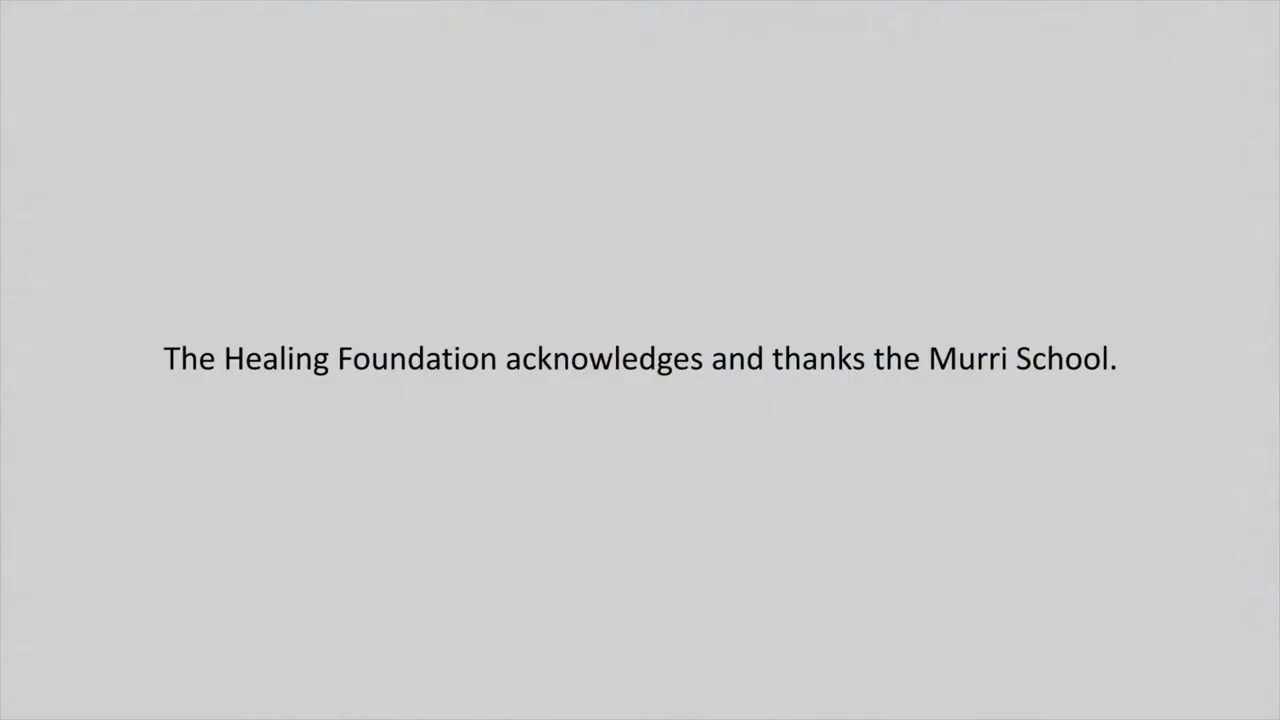 The Healing Foundation acknowledges and thanks the Murri School.